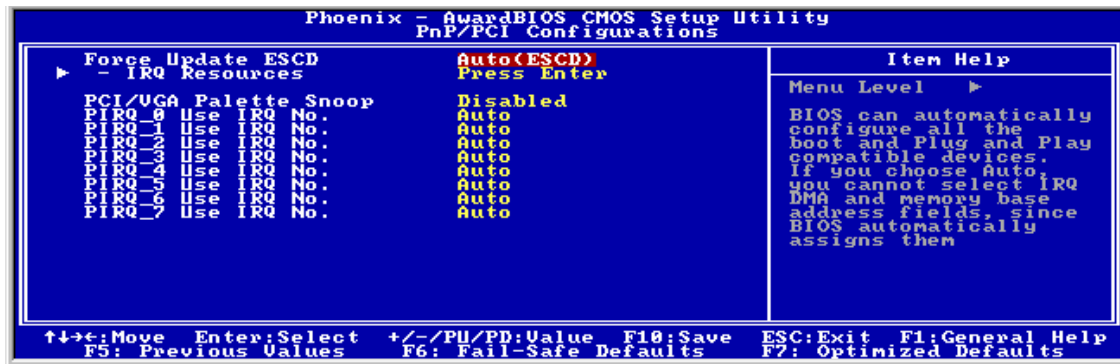 Phoenix - AwardBIOS CMOS Setup Utility
PnP/PCI Configurations
Force Update ESCD Auto(ESCD)
► - IRQ Resources Press Enter
PCI/VGA Palette Snoop Disabled
PIRQ_0 Use IRQ No. Auto
PIRQ_1 Use IRQ No. Auto
PIRQ_2 Use IRQ No. Auto
PIRQ_3 Use IRQ No. Auto
PIRQ_4 Use IRQ No. Auto
PIRQ_5 Use IRQ No. Auto
PIRQ_6 Use IRQ No. Auto
PIRQ_7 Use IRQ No. Auto
Item Help
Menu Level ►
BIOS can automatically
configure all the
boot and Plug and Play
compatible devices.
If you choose Auto,
you cannot select IRQ
DMA and memory base
address fields, since
BIOS automatically
assigns them
↑↓→←:Move Enter:Select +/-/PU/PD:Value F10:Save ESC:Exit F1:General Help
F5: Previous Values F6: Fail-Safe Defaults F7: Optimized Defaults